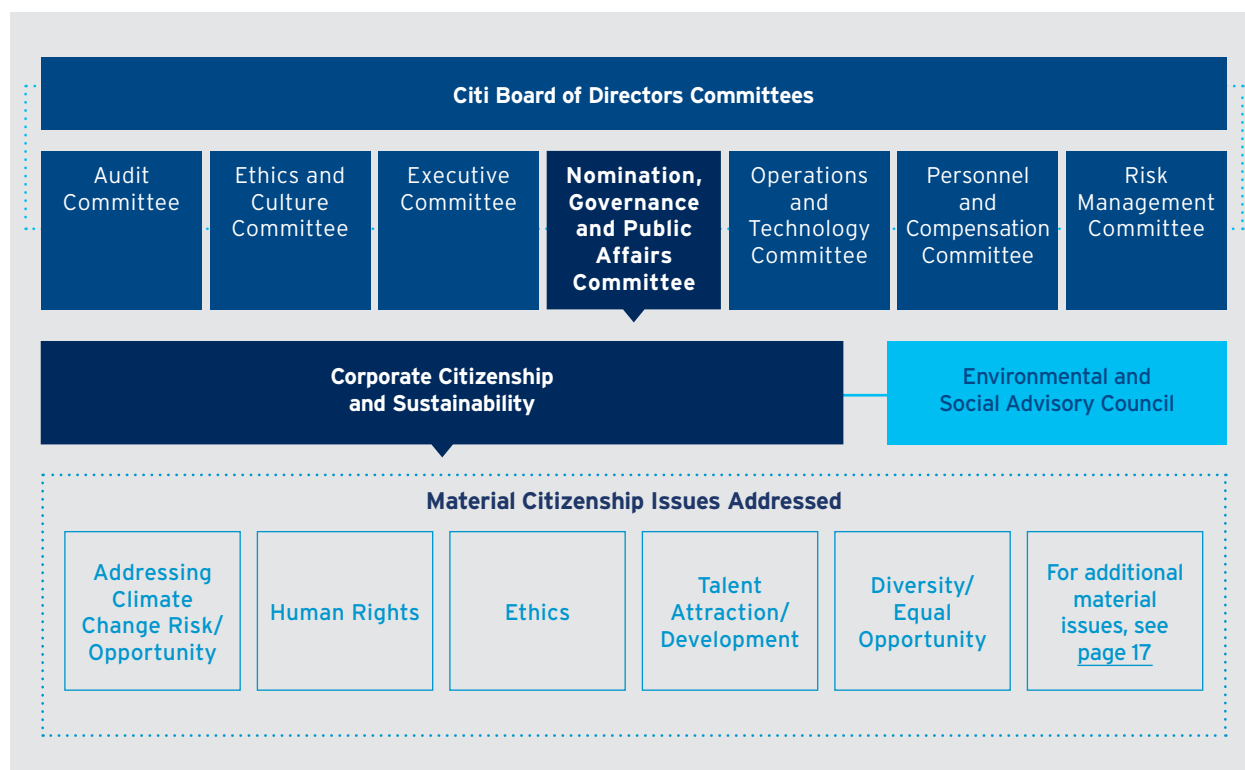 Citi Board of Directors Committees
Audit
Committee
Ethics and
Culture
Committee
Executive
Committee
Nomination,
Governance
and Public
Affairs
Committee
Operations
and
Technology
Committee
Personnel
and
Compensation
Committee
Risk
Management
Committee
Corporate Citizenship
and Sustainability
Environmental and
Social Advisory Council
Material Citizenship Issues Addressed
Addressing
Climate
Change Risk/
Opportunity
Human Rights
Ethics
Talent
Attraction/
Development
Diversity/
Equal
Opportunity
For additional
material
issues, see
page 17